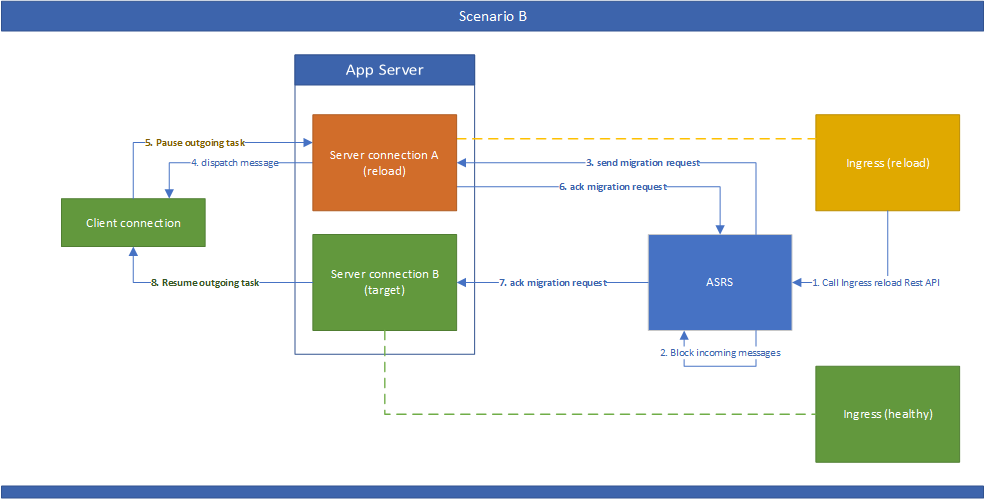 Scenario B
App Server
5. Pause outgoing task
4. dispatch message
Server connection A
(reload)
3. send migration request
6. ack migration request
Ingress (reload)
Client connection
Server connection B
(target)
8. Resume outgoing task
7. ack migration request
ASRS
1. Call Ingress reload Rest API
2. Block incoming messages
Ingress (healthy)